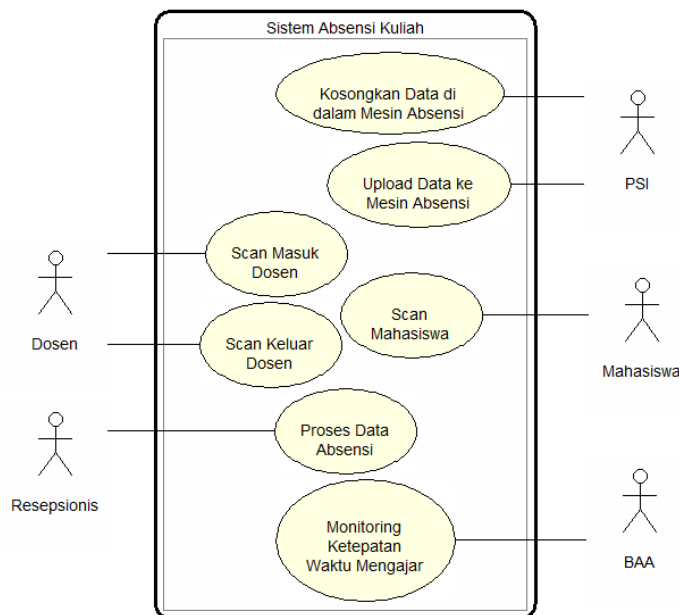 Sistem Absensi Kuliah
Kosongkan Data di
dalam Mesin Absensi
PSI
Upload Data ke
Mesin Absensi
Scan Masuk
Dosen
Dosen
Scan Mahasiswa
Mahasiswa
Scan Keluar
Dosen
Proses Data
Absensi
Resepsionis
Monitoring
Ketepatan
Waktu Mengajar
BAA